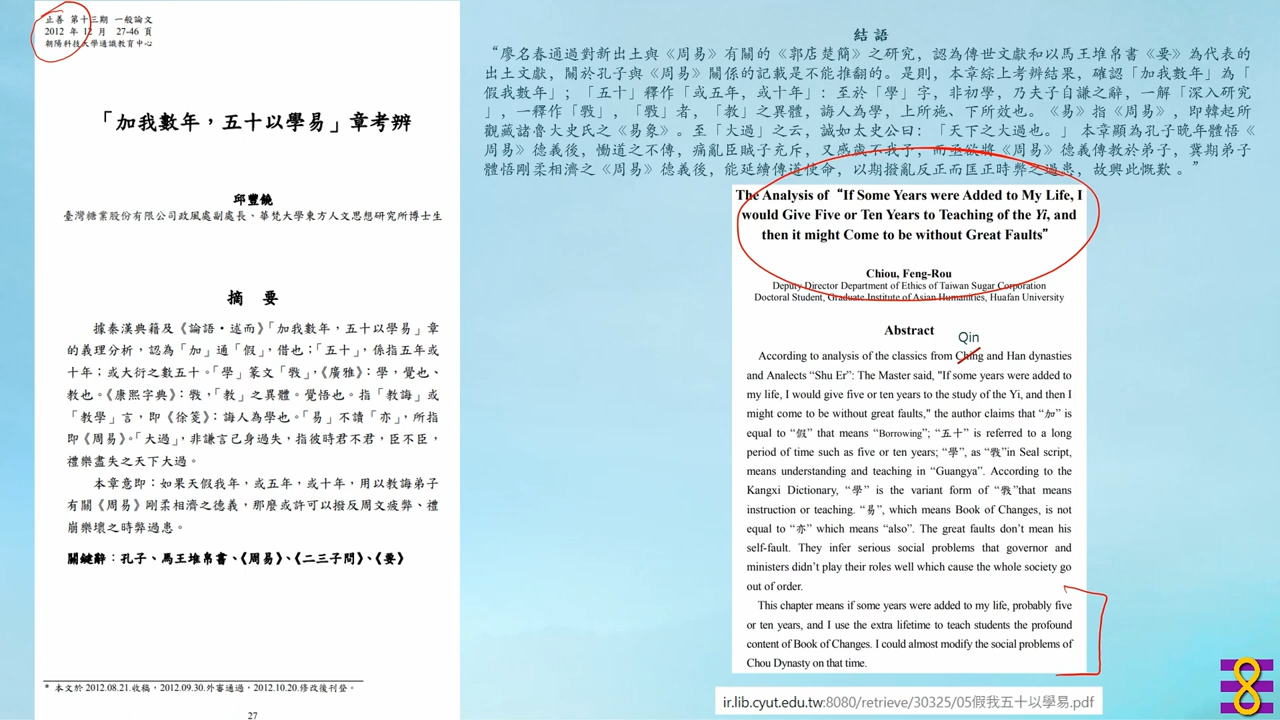 止善 第十三期 一般論文
2012 年 12 月 27-46 頁
朝陽科技大學通識教育中心
「加我數年，五十以學易」章考辨
邱豐饒
臺灣糖業股份有限公司政風處副處長、華梵大學東方人文思想研究所博士生
摘 要
據秦漢典籍及《論語‧述而》「加我數年，五十以學易」章
的義理分析，認為「加」通「假」，借也；「五十」，係指五年或
十年；或大衍之數五十。「學」篆文「斆」，《廣雅》：學，覺也、
教也。《康熙字典》：斆，「教」之異體。覺悟也。指「教誨」或
「教學」言，即《徐箋》：誨人為學也。「易」不讀「亦」，所指
即《周易》。「大過」，非謙言己身過失，指彼時君不君，臣不臣，
禮樂盡失之天下大過。
本章意即：如果天假我年，或五年，或十年，用以教誨弟子
有關《周易》剛柔相濟之德義，那麼或許可以撥反周文疲弊、禮
崩樂壞之時弊過患。
關鍵辭：孔子、馬王堆帛書、《周易》、《二三子問》、《要》
* 本文於 2012.08.21.收稿，2012.09.30.外審通過，2012.10.20.修改後刊登。
27
結 語
“廖名春通過對新出土與《周易》有關的《郭店楚簡》之研究，認為傳世文獻和以馬王堆帛書《要》為代表的
出土文獻，關於孔子與《周易》關係的記載是不能推翻的。是則，本章綜上考辨結果，確認「加我數年」為「
假我數年」；「五十」釋作「或五年、或十年」：至於「學」字，非初學，乃夫子自謙之辭，一解「深入研究
」，一釋作「斆」，「斆」者，「教」之異體，誨人為學，上所施、下所效也。《易》指《周易》，即韓起所
觀藏諸魯大史氏之《易象》。至「大過」之云，誠如太史公曰：「天下之大過也。」本章顯為孔子晚年體悟《
周易》德義後，慟道之不傳，痛亂臣賊子充斥，又感歲不我予，而亟欲將《周易》德義傳教於弟子，冀期弟子
體悟剛柔相濟之《周易》德義後，能延續傳道使命，以期撥亂反正而匡正時弊之過患，故興此慨歎。”
The Analysis of “If Some Years were Added to My Life, I
would Give Five or Ten Years to Teaching of the Yi, and
then it might Come to be without Great Faults”
Chiou, Feng-Rou
Deputy Director Department of Ethics of Taiwan Sugar Corporation
Doctoral Student, Graduate Institute of Asian Humanities, Huafan University
Abstract
Qin
According to analysis of the classics from Ching and Han dynasties
and Analects “Shu Er”: The Master said, "If some years were added to
my life, I would give five or ten years to the study of the Yi, and then I
might come to be without great faults," the author claims that “加” is
equal to “假” that means “Borrowing”; “五十” is referred to a long
period of time such as five or ten years; “學”, as “斆”in Seal script,
means understanding and teaching in “Guangya”. According to the
Kangxi Dictionary, “學” is the variant form of “斆”that means
instruction or teaching. “易”, which means Book of Changes, is not
equal to “亦” which means “also”. The great faults don’t mean his
self-fault. They infer serious social problems that governor and
ministers didn’t play their roles well which cause the whole society go
out of order.
This chapter means if some years were added to my life, probably five
or ten years, and I use the extra lifetime to teach students the profound
content of Book of Changes. I could almost modify the social problems of
Chou Dynasty on that time.
ir.lib.cyut.edu.tw:8080/retrieve/30325/05假我五十以學易.pdf